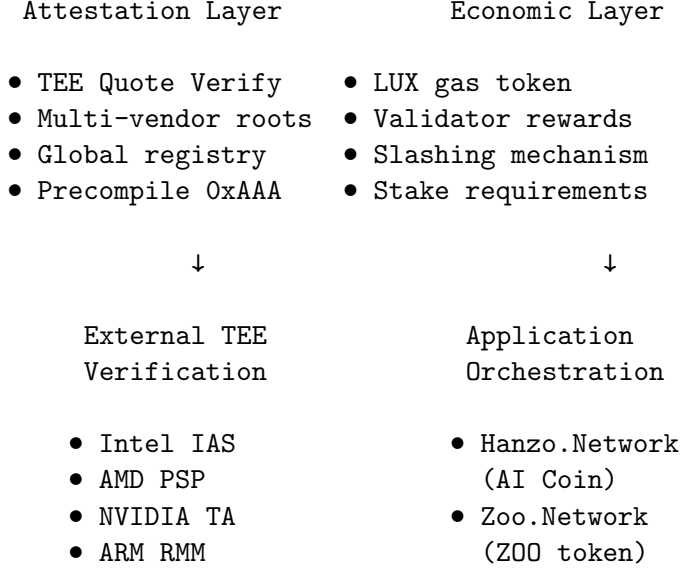 Attestation Layer
Economic Layer
• TEE Quote Verify
• Multi-vendor roots
• Global registry
• Precompile 0xAAA
• LUX gas token
• Validator rewards
• Slashing mechanism
• Stake requirements
↓
↓
External TEE
Verification
• Intel IAS
• AMD PSP
• NVIDIA TA
• ARM RMM
Application
Orchestration
• Hanzo.Network
(AI Coin)
• Zoo.Network
(ZOO token)